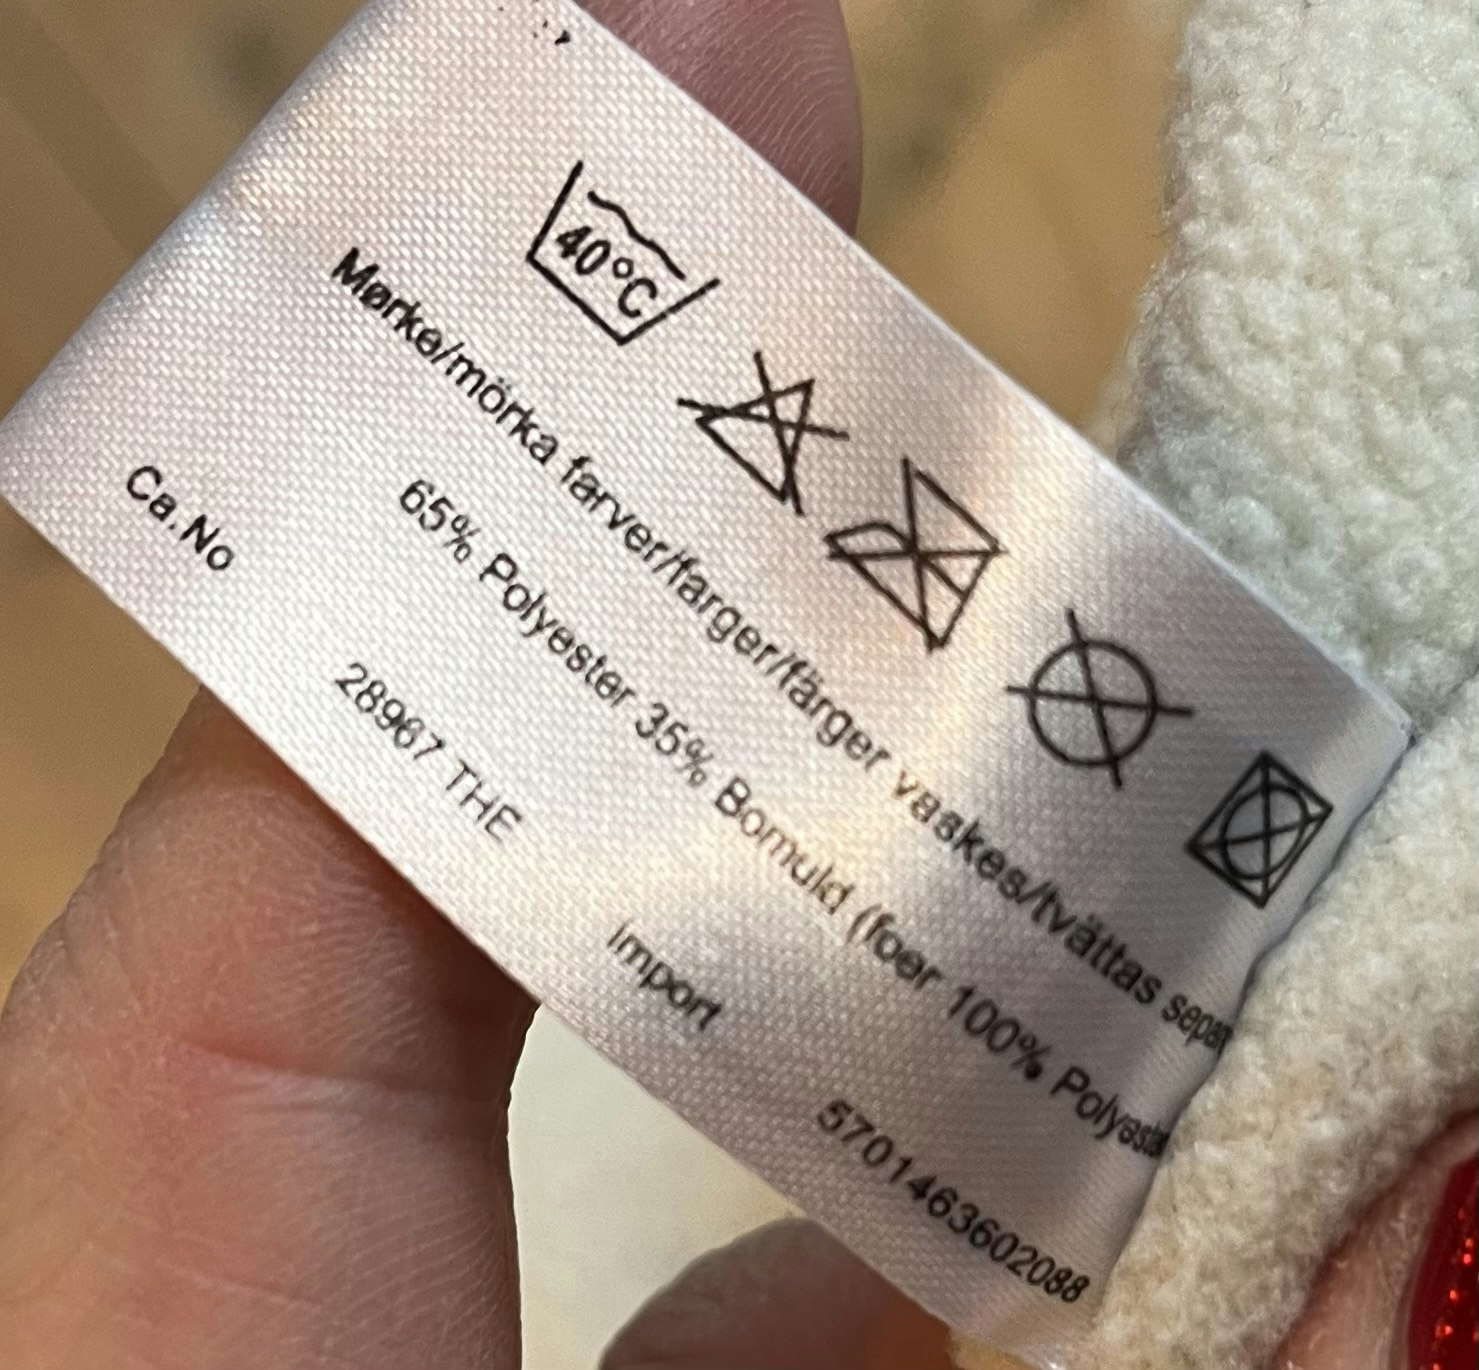 40°C
Mørke/mörka farver/farger/färger vaskes/tvättas separ
65% Polyester 35% Bomuld (foer 100% Polyester
Ca.No 28967 THE import 5701463602088